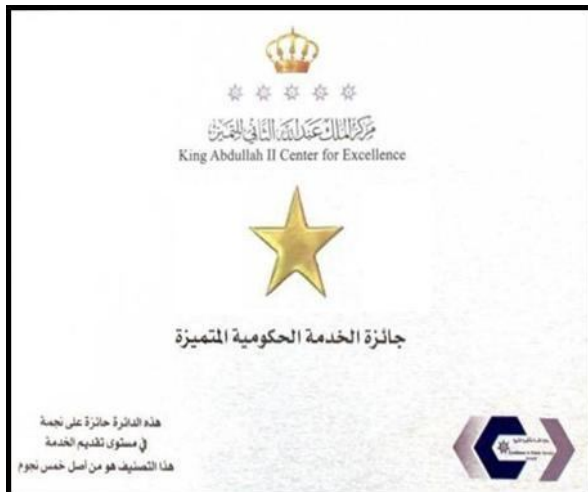 مركز الملك عبدالله الثاني للتميز
King Abdullah II Center for Excellence
جائزة الخدمة الحكومية المتميزة
هذه الدائرة حائزة على نجمة
في مستوى تقديم الخدمة
هذا التصنيف هو من أصل خمس نجوم